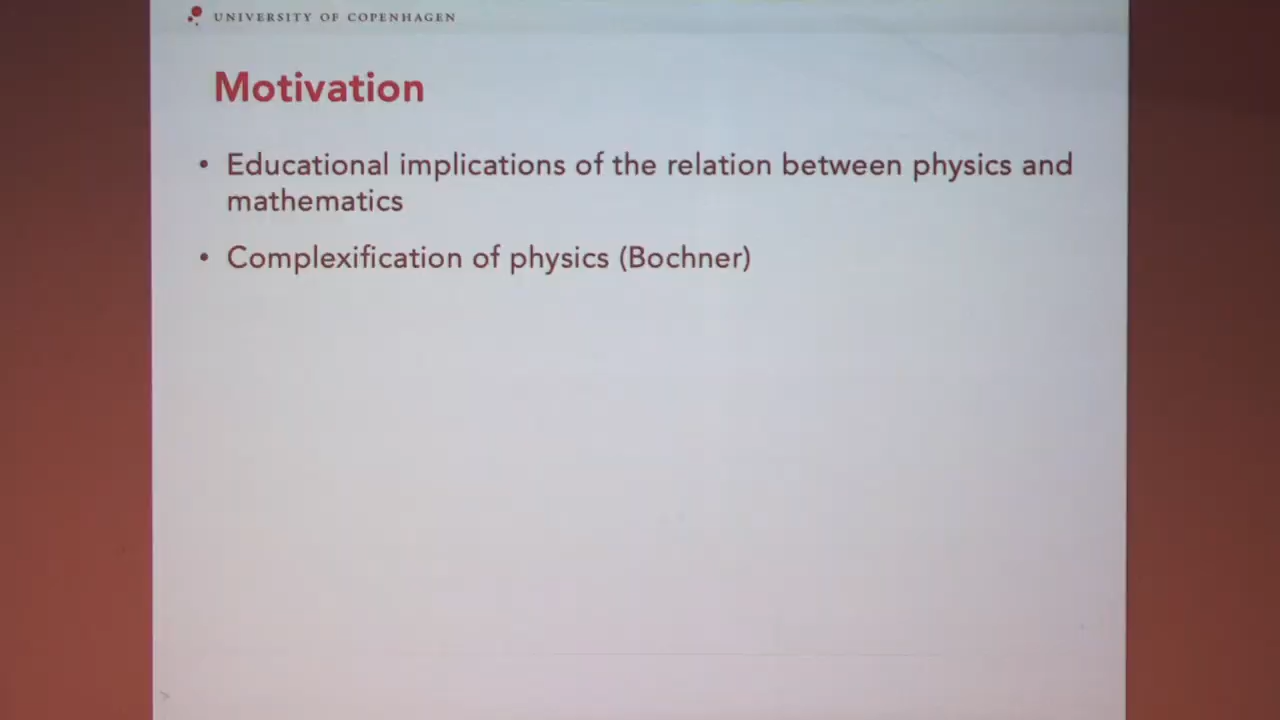 UNIVERSITY OF COPENHAGEN
Motivation
• Educational implications of the relation between physics and
mathematics
• Complexification of physics (Bochner)